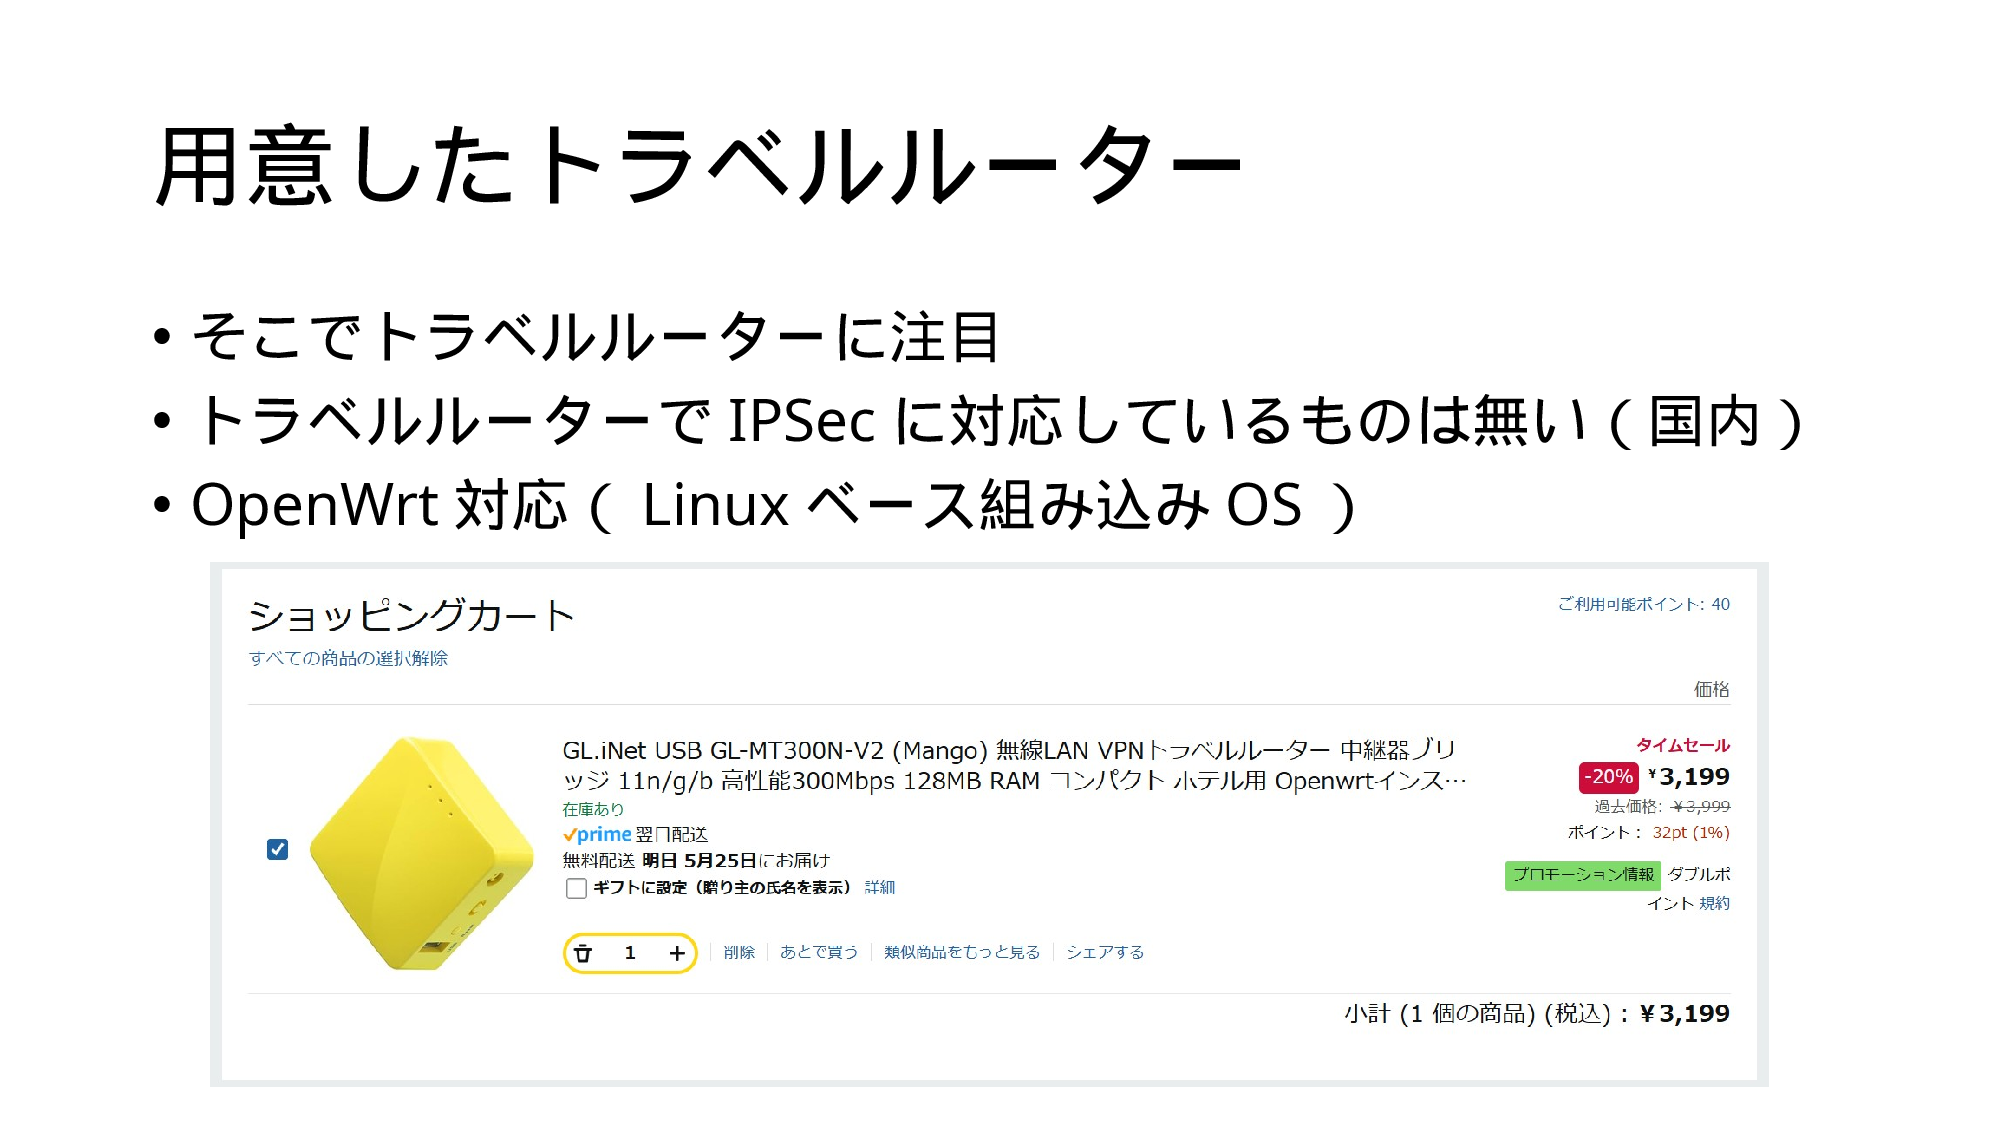 用意したトラベルルーター
• そこでトラベルルーターに注目
• トラベルルーターで IPSec に対応しているものは無い（国内）
• OpenWrt 対応（ Linux ベース組み込み OS ）
ショッピングカート
ご利用可能ポイント: 40
すべての商品の選択解除
価格
GL.iNet USB GL-MT300N-V2 (Mango) 無線LAN VPNトラベルルーター 中継器ブリ
ッジ 11n/g/b 高性能300Mbps 128MB RAM コンパクト ホテル用 Openwrtインス…
タイムセール
-20% ¥3,199
過去価格: ¥3,999
ポイント： 32pt (1%)
プロモーション情報 ダブルポ
イント 規約
在庫あり
prime 翌日配送
無料配送 明日 5月25日にお届け
ギフトに設定（贈り主の氏名を表示） 詳細
1 + 削除 あとで買う 類似商品をもっと見る シェアする
小計 (1 個の商品) (税込)： ¥3,199